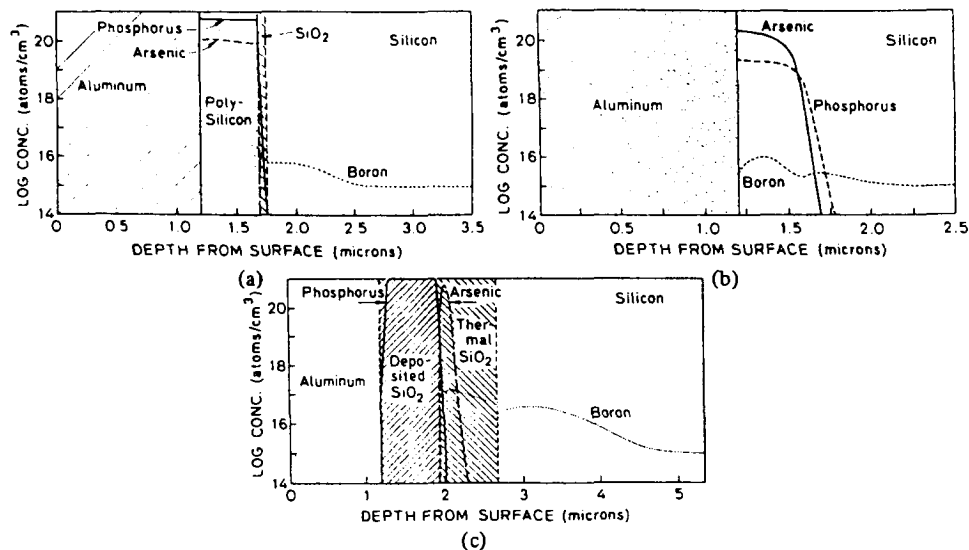 Phosphorus
Arsenic
Aluminum
Poly-
Silicon
SiO2
Silicon
Boron
LOG CONC. (atoms/cm3)
20
18
16
14
0 0.5 1.0 1.5 2.0 2.5 3.0 3.5
DEPTH FROM SURFACE (microns)
(a)
Arsenic
Silicon
Aluminum
Phosphorus
Boron
LOG CONC. (atoms/cm3)
20
18
16
14
0 0.5 1.0 1.5 2.0 2.5
DEPTH FROM SURFACE (microns)
(b)
Phosphorus
Arsenic
Silicon
Ther-
mal
SiO2
Depo-
sited
SiO2
Aluminum
Boron
LOG CONC. (atoms/cm3)
20
18
16
14
0 1 2 3 4 5
DEPTH FROM SURFACE (microns)
(c)